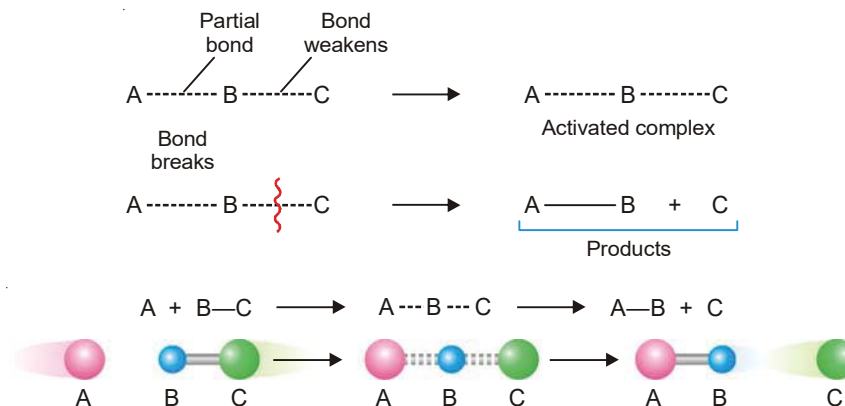 Partial bond    Bond weakens
A ------- B ------- C ⟶ A ------- B ------- C
Activated complex
Bond breaks
A ------- B ------- C ⟶ A —— B + C
Products
A + B—C ⟶ A --- B --- C ⟶ A—B + C
A B C A B C A B C